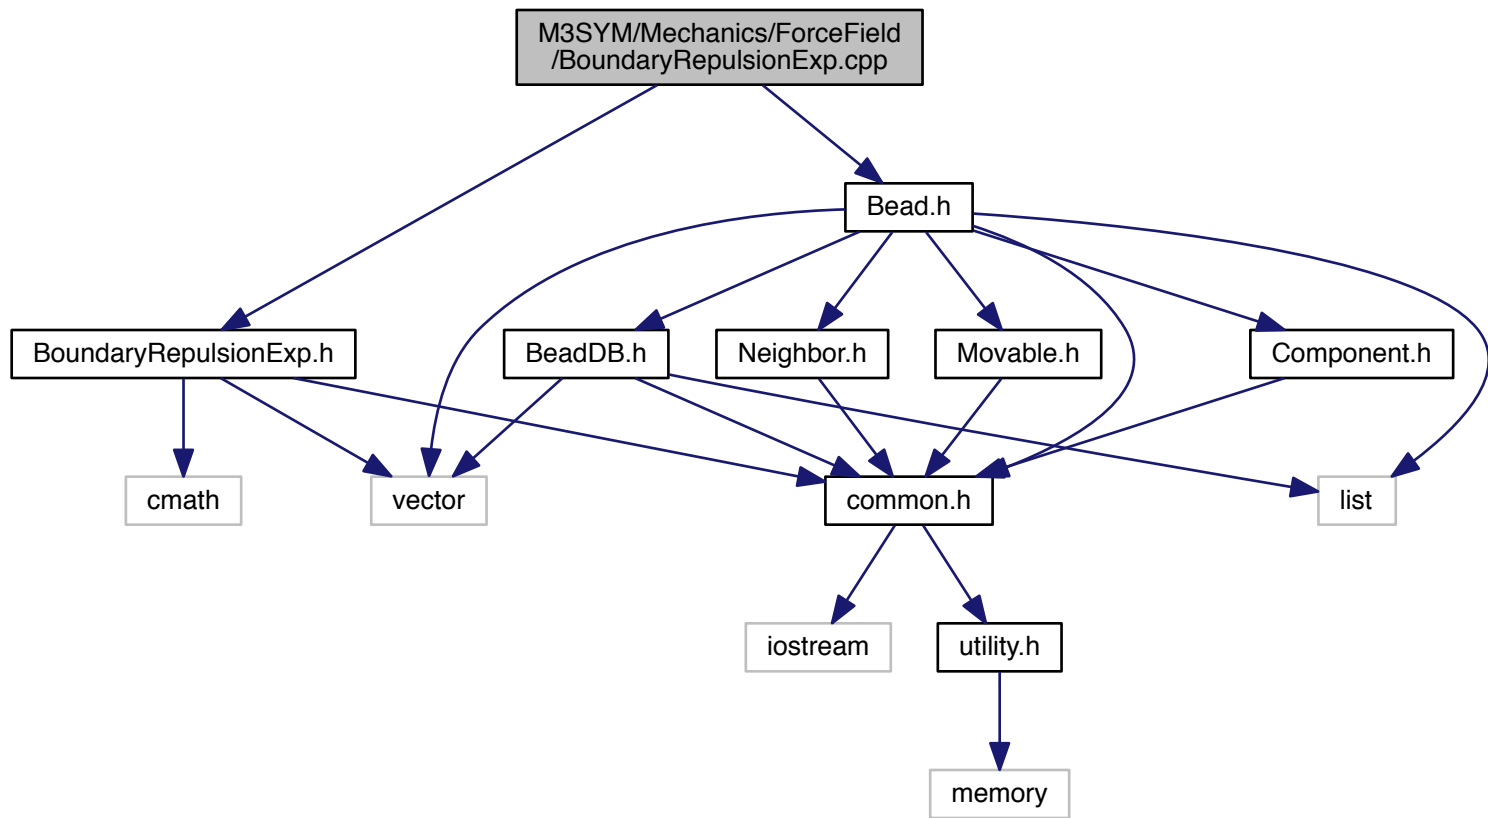 M3SYM/Mechanics/ForceField
/BoundaryRepulsionExp.cpp
Bead.h
BoundaryRepulsionExp.h
BeadDB.h
Neighbor.h
Movable.h
Component.h
cmath
vector
common.h
list
iostream
utility.h
memory